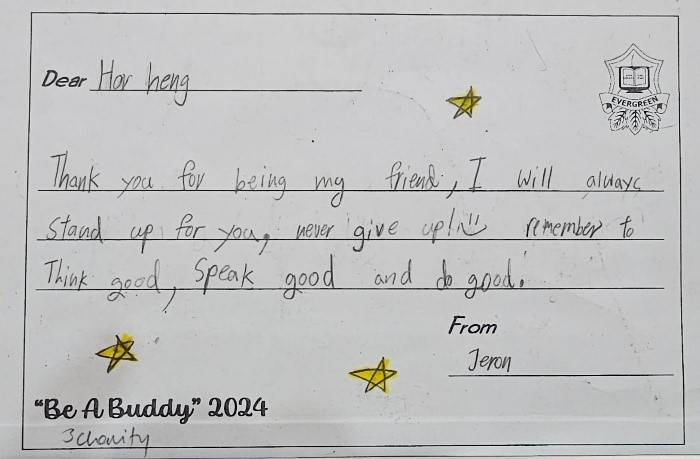 Dear Hov heng
EVERGREEN
Thank you for being my friend, I will always
stand up for you, never give up! remember to
Think good, speak good and do good.
From
Jeron
"Be A Buddy" 2024
3charity